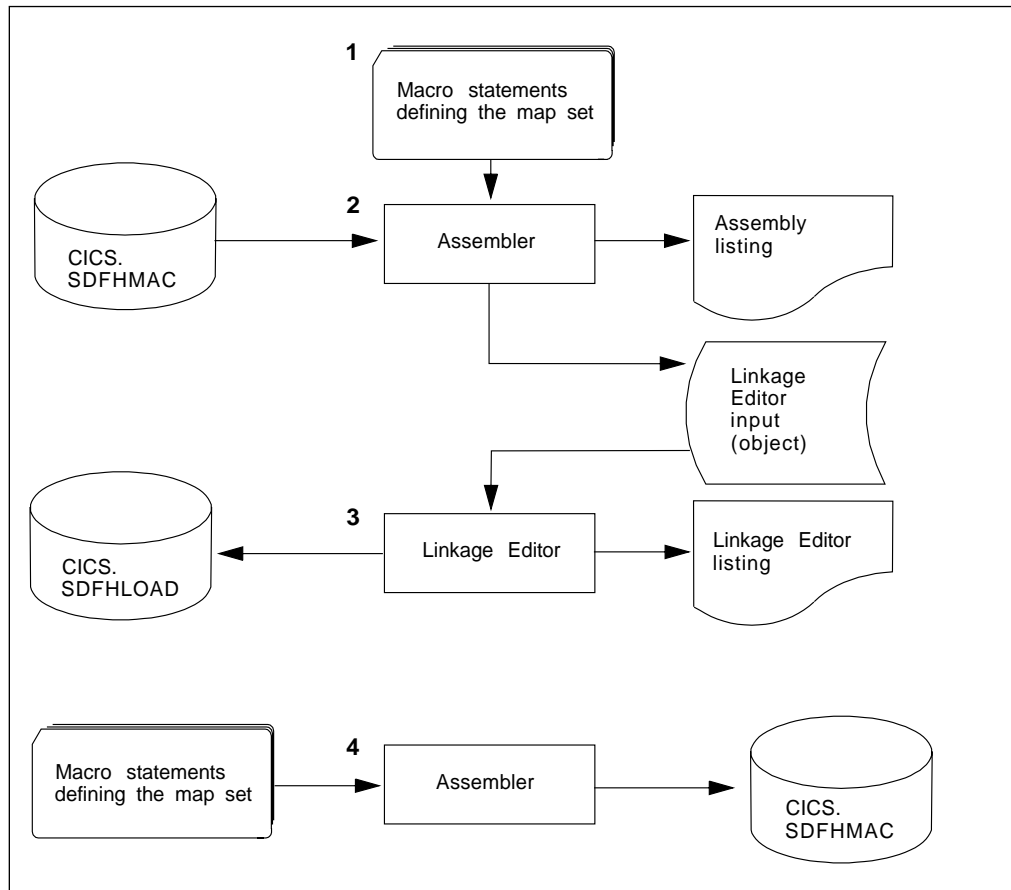 1
Macro statements
defining the map set
2
CICS.
SDFHMAC
Assembler
Assembly
listing
Linkage
Editor
input
(object)
3
CICS.
SDFHLOAD
Linkage Editor
Linkage Editor
listing
4
Macro statements
defining the map set
Assembler
CICS.
SDFHMAC